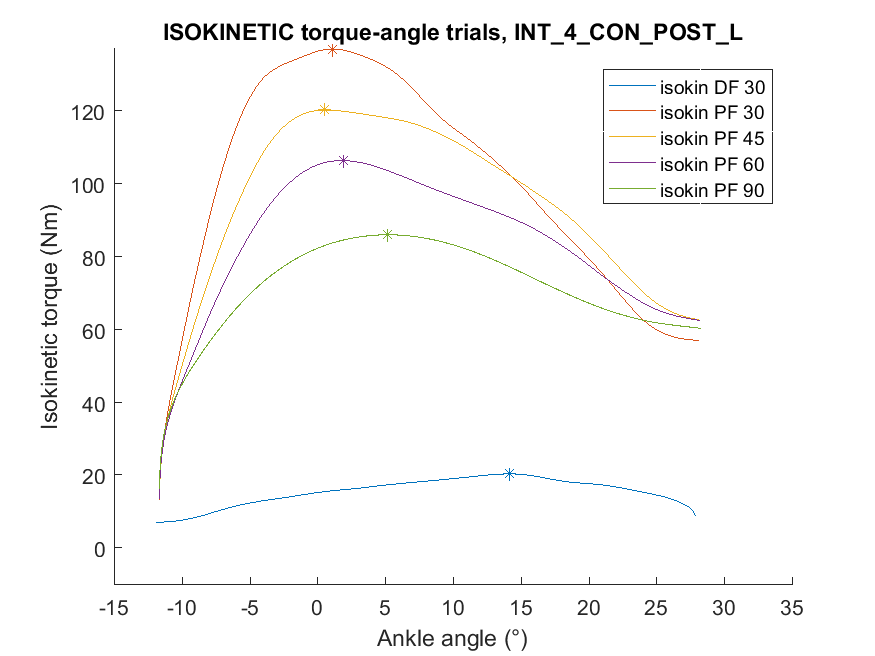 ISOKINETIC torque-angle trials, INT_4_CON_POST_L
isokin DF 30
isokin PF 30
isokin PF 45
isokin PF 60
isokin PF 90
Isokinetic torque (Nm)
120
100
80
60
40
20
0
-15 -10 -5 0 5 10 15 20 25 30 35
Ankle angle (°)